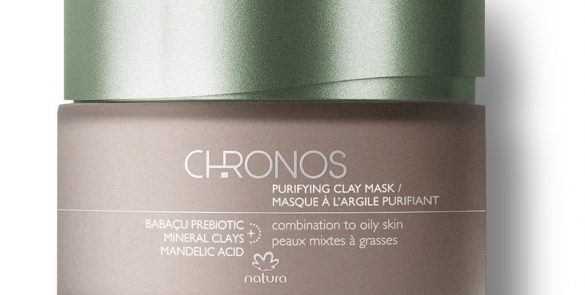 CHRONOS
PURIFYING CLAY MASK /
MASQUE À L'ARGILE PURIFIANT
BABAÇU PREBIOTIC
MINERAL CLAYS
MANDELIC ACID
+
combination to oily skin
peaux mixtes à grasses
natura